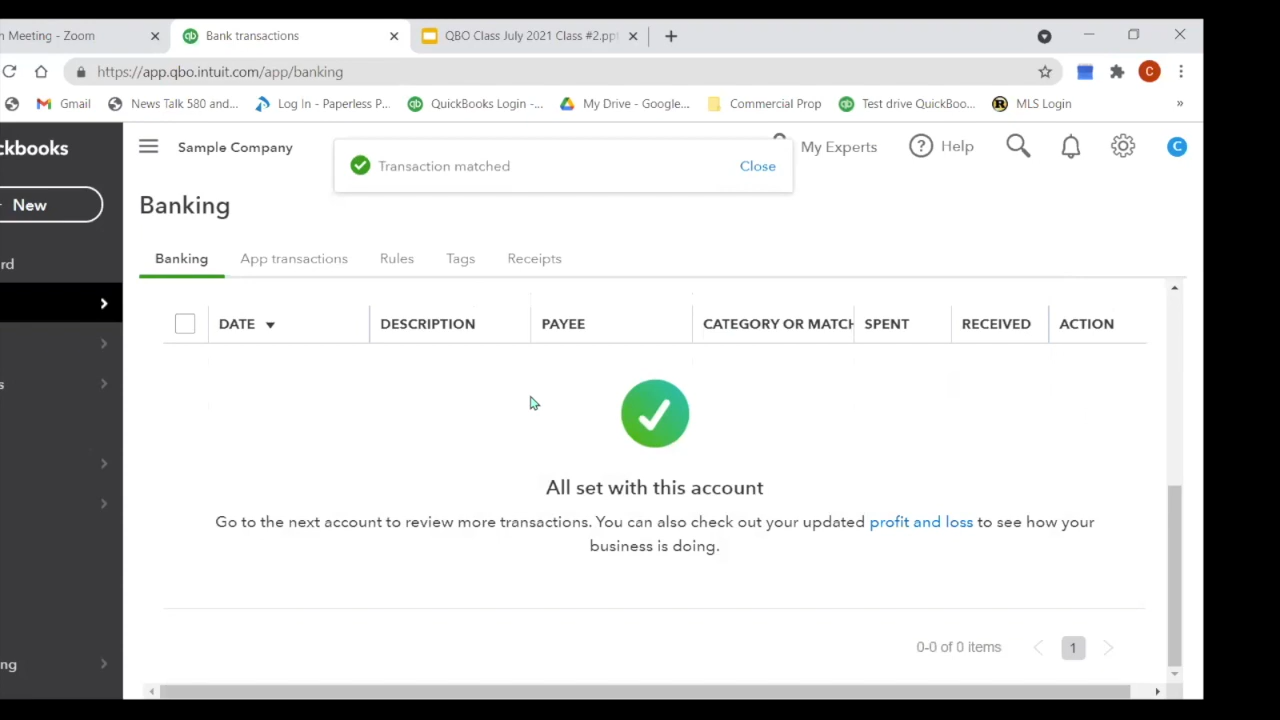 n Meeting - Zoom
Bank transactions
QBO Class July 2021 Class #2.ppt
https://app.qbo.intuit.com/app/banking
C
Gmail
News Talk 580 and...
Log In - Paperless P...
QuickBooks Login -...
My Drive - Google...
Commercial Prop
Test drive QuickBoo...
R
MLS Login
»
ckbooks
Sample Company
Transaction matched
Close
My Experts
Help
C
New
Banking
rd
Banking
App transactions
Rules
Tags
Receipts
DATE
DESCRIPTION
PAYEE
CATEGORY OR MATCH
SPENT
RECEIVED
ACTION
s
All set with this account
Go to the next account to review more transactions. You can also check out your updated profit and loss to see how your
business is doing.
0-0 of 0 items
1
ng